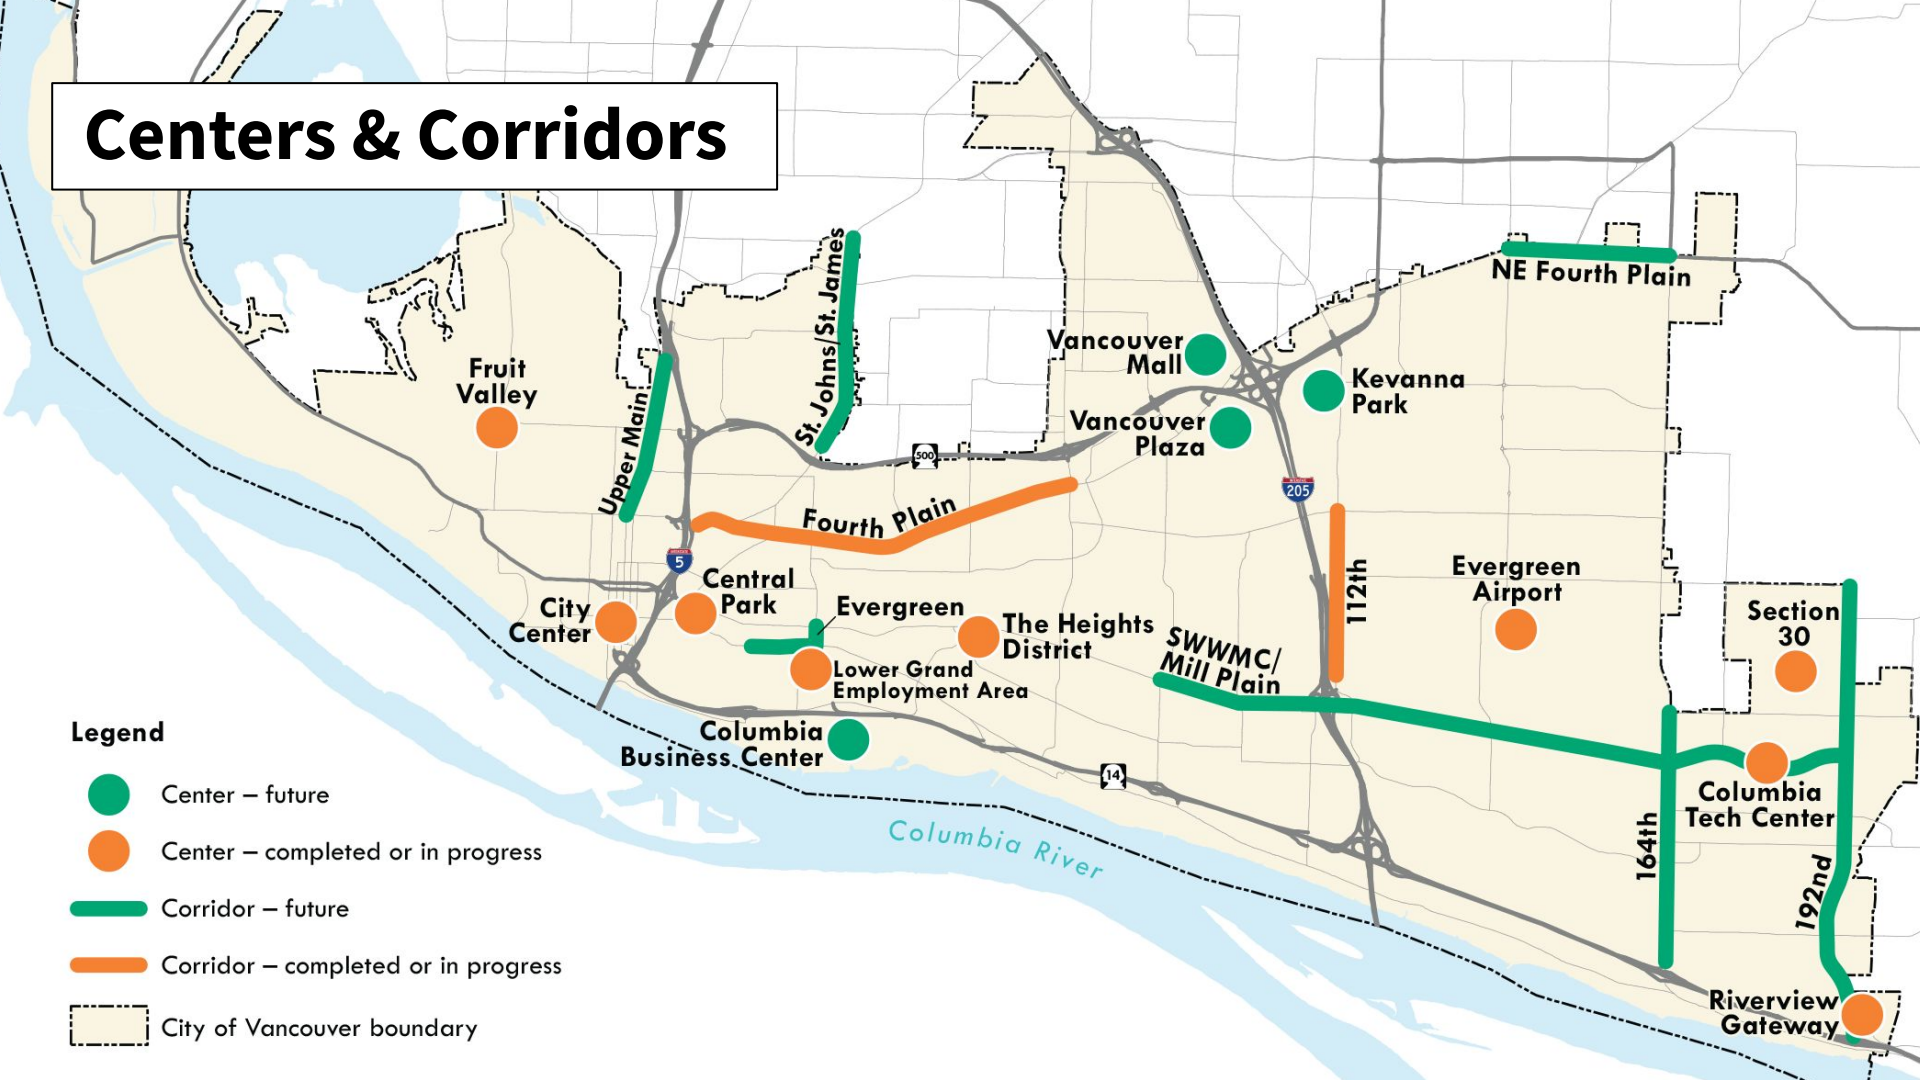 Centers & Corridors
St. Johns/St. James
NE Fourth Plain
Vancouver
Mall
Fruit
Valley
Kevanna
Park
Upper Main
Vancouver
Plaza
500
205
Fourth Plain
5
Central
Park
112th
Evergreen
Airport
City
Center
Evergreen
The Heights
District
Section
30
SWWMC/
Mill Plain
Lower Grand
Employment Area
Columbia
Business Center
14
Columbia
Tech Center
Columbia River
164th
192nd
Riverview
Gateway
Legend
Center – future
Center – completed or in progress
Corridor – future
Corridor – completed or in progress
City of Vancouver boundary